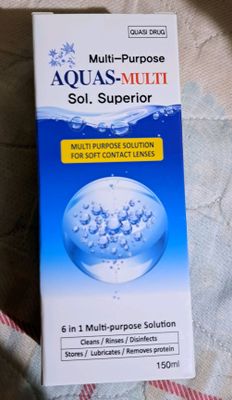 QUASI DRUG
Multi-Purpose
AQUAS-MULTI
Sol. Superior
MULTI PURPOSE SOLUTION
FOR SOFT CONTACT LENSES
6 in 1 Multi-purpose Solution
Cleans / Rinses / Disinfects
Stores / Lubricates / Removes protein
150ml